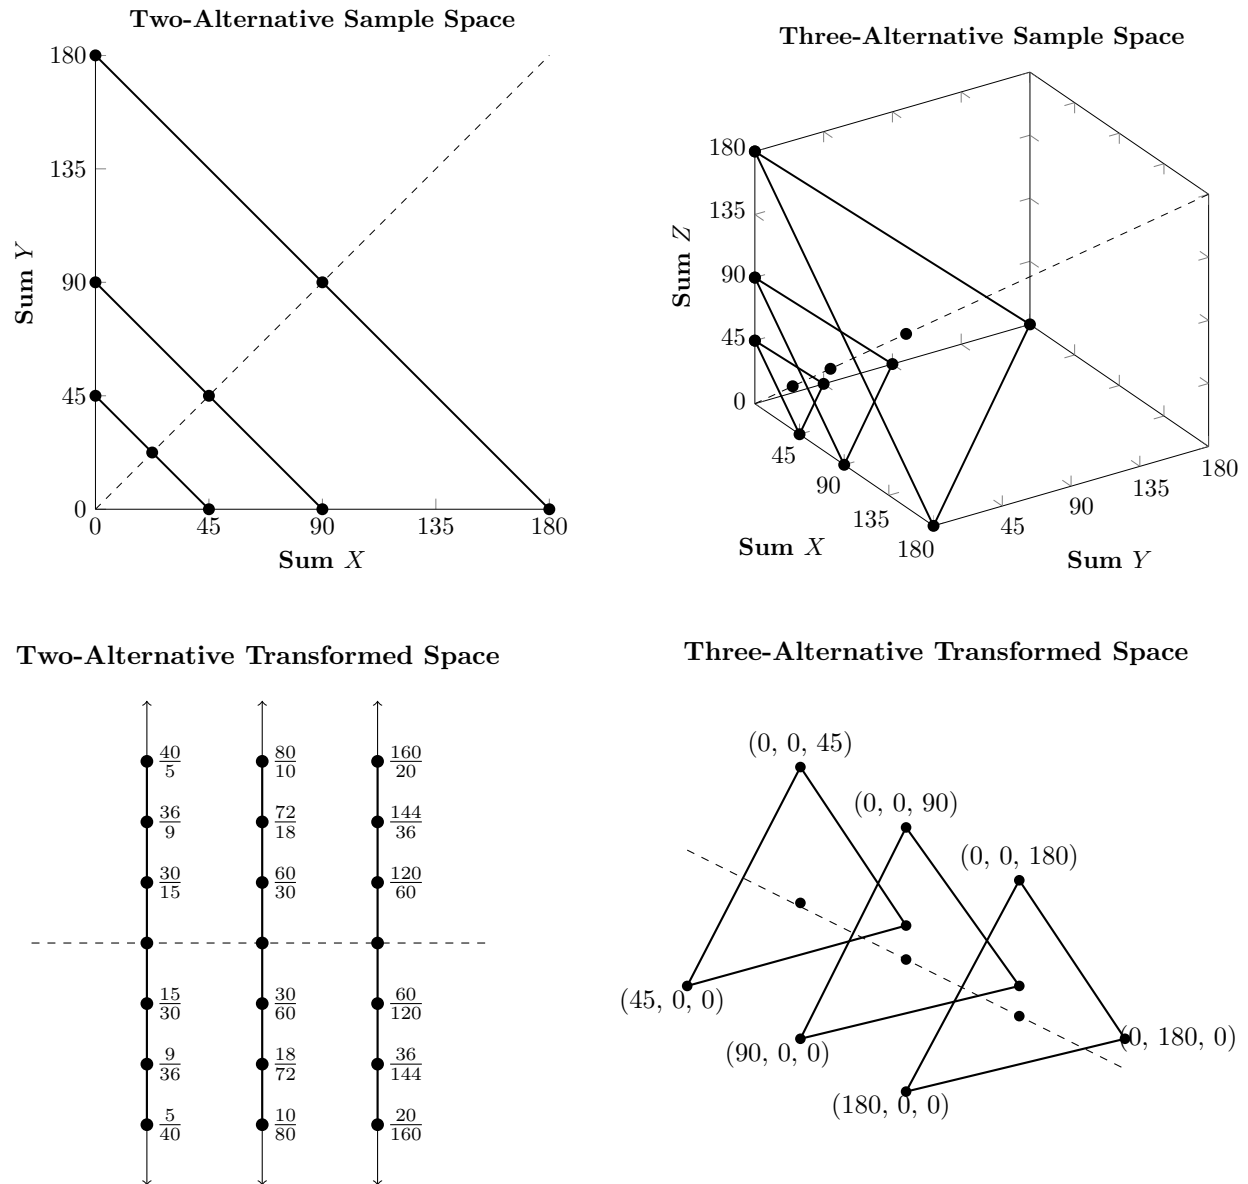 Two-Alternative Sample Space
180
135
90
45
0
Sum Y
0 45 90 135 180
Sum X
Three-Alternative Sample Space
180
135
90
45
0
Sum Z
45
90
135
180
Sum X
45
90
135
180
Sum Y
Two-Alternative Transformed Space
40/5 80/10 160/20
36/9 72/18 144/36
30/15 60/30 120/60
15/30 30/60 60/120
9/36 18/72 36/144
5/40 10/80 20/160
Three-Alternative Transformed Space
(0, 0, 45)
(0, 0, 90)
(0, 0, 180)
(45, 0, 0)
(90, 0, 0)
(0, 180, 0)
(180, 0, 0)